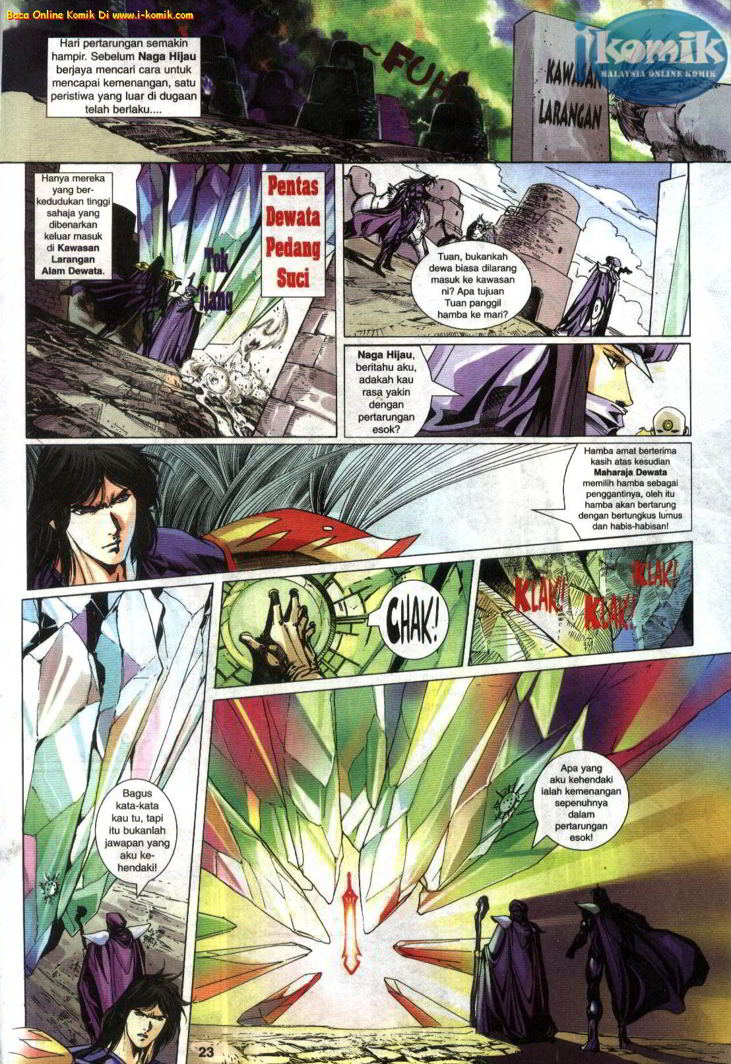 Baca Online Komik Di www.i-komik.com
ikomik
MALAYSIA ONLINE KOMIK
Hari pertarungan semakin
hampir. Sebelum Naga Hijau
berjaya mencari cara untuk
mencapai kemenangan, satu
peristiwa yang luar di dugaan
telah berlaku....
FUH
KAWASAN
LARANGAN
Hanya mereka
yang ber-
kedudukan tinggi
sahaja yang
dibenarkan
keluar masuk
di Kawasan
Larangan
Alam Dewata.
Pentas
Dewata
Pedang
Suci
Tok
Ijang
Tuan, bukankah
dewa biasa dilarang
masuk ke kawasan
ni? Apa tujuan
Tuan panggil
hamba ke mari?
Naga Hijau,
beritahu aku,
adakah kau
rasa yakin
dengan
pertarungan
esok?
Hamba amat berterima
kasih atas kesudian
Maharaja Dewata
memilih hamba sebagai
penggantinya, oleh itu
hamba akan bertarung
dengan bertungkus lumus
dan habis-habisan!
CHAK!
KLAK!!
KLAK!
KLAK!
KLAK!
Bagus
kata-kata
kau tu, tapi
itu bukanlah
jawapan yang
aku ke-
hendaki!
Apa yang
aku kehendaki
ialah kemenangan
sepenuhnya
dalam
pertarungan
esok!
23